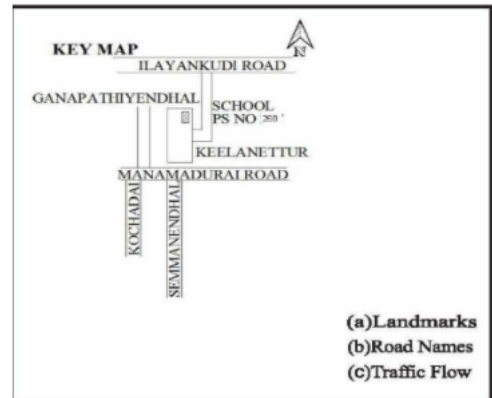 N
KEY MAP
ILAYANKUDI ROAD
GANAPATHIYENDHAL
SCHOOL
PS NO
KEELANETTUR
MANAMADURAI ROAD
KOCHADAI
SEMMANENDHAL
(a)Landmarks
(b)Road Names
(c)Traffic Flow